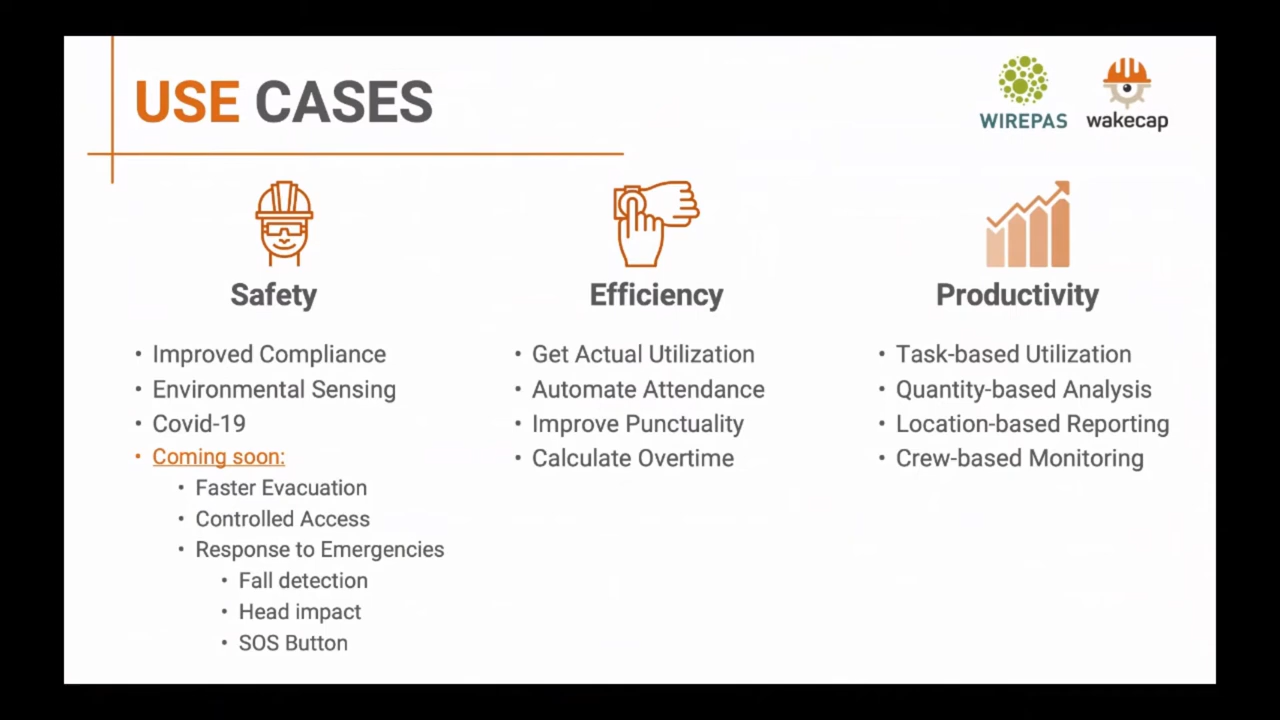 USE CASES
WIREPAS
wakecap
Safety
• Improved Compliance
• Environmental Sensing
• Covid-19
• Coming soon:
• Faster Evacuation
• Controlled Access
• Response to Emergencies
• Fall detection
• Head impact
• SOS Button
Efficiency
• Get Actual Utilization
• Automate Attendance
• Improve Punctuality
• Calculate Overtime
Productivity
• Task-based Utilization
• Quantity-based Analysis
• Location-based Reporting
• Crew-based Monitoring